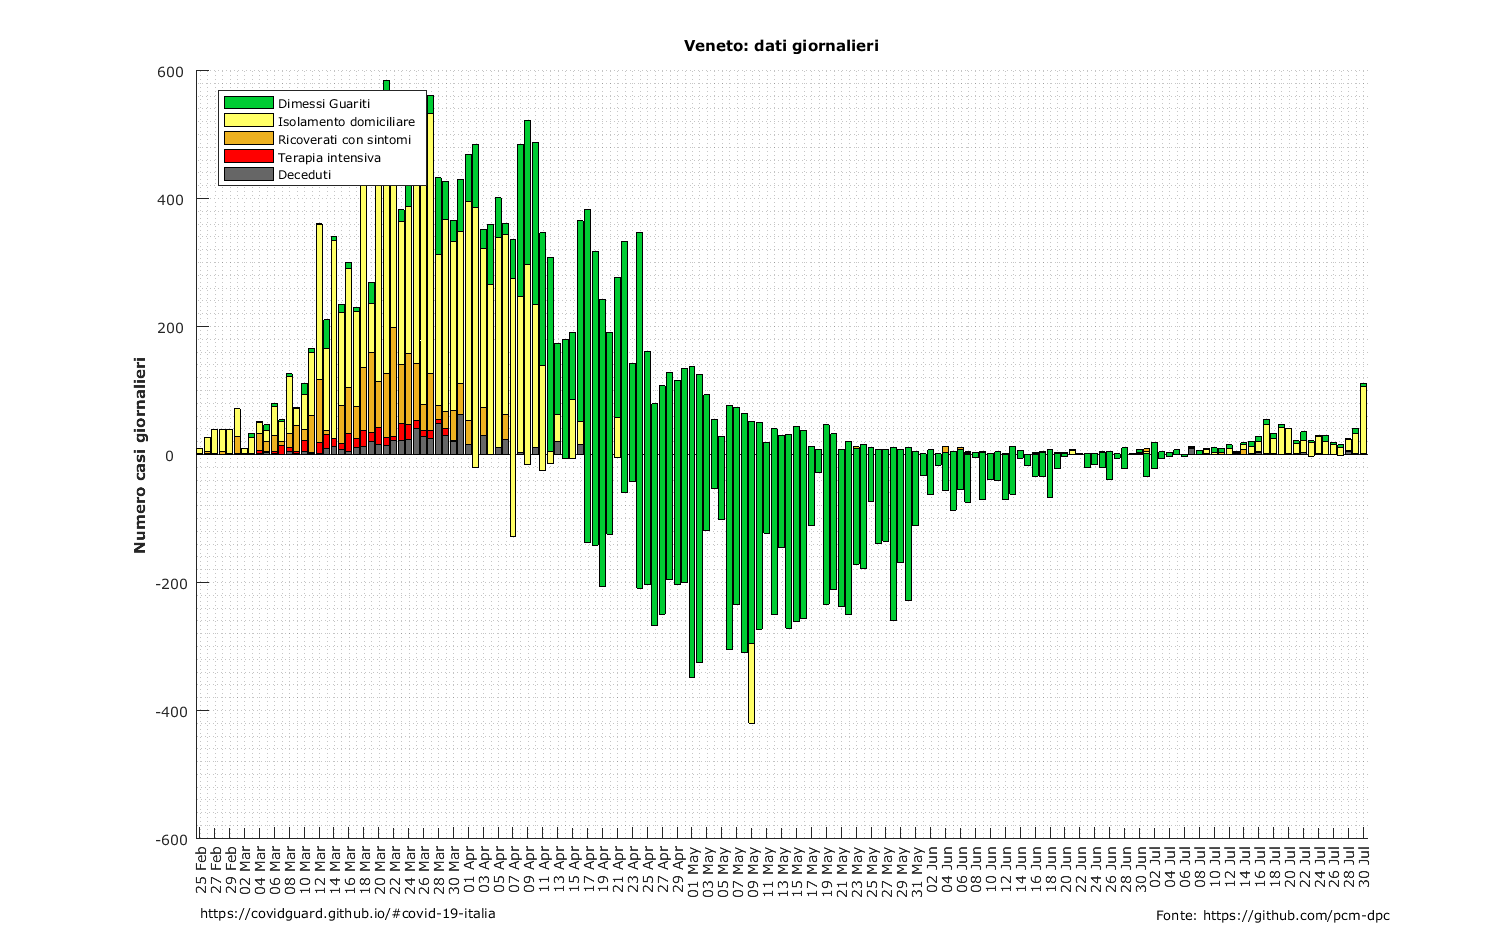 Veneto: dati giornalieri
Numero casi giornalieri
600
400
200
0
-200
-400
-600
Dimessi Guariti
Isolamento domiciliare
Ricoverati con sintomi
Terapia intensiva
Deceduti
25 Feb
27 Feb
29 Feb
02 Mar
04 Mar
06 Mar
08 Mar
10 Mar
12 Mar
14 Mar
16 Mar
18 Mar
20 Mar
22 Mar
24 Mar
26 Mar
28 Mar
30 Mar
01 Apr
03 Apr
05 Apr
07 Apr
09 Apr
11 Apr
13 Apr
15 Apr
17 Apr
19 Apr
21 Apr
23 Apr
25 Apr
27 Apr
29 Apr
01 May
03 May
05 May
07 May
09 May
11 May
13 May
15 May
17 May
19 May
21 May
23 May
25 May
27 May
29 May
31 May
02 Jun
04 Jun
06 Jun
08 Jun
10 Jun
12 Jun
14 Jun
16 Jun
18 Jun
20 Jun
22 Jun
24 Jun
26 Jun
28 Jun
30 Jun
02 Jul
04 Jul
06 Jul
08 Jul
10 Jul
12 Jul
14 Jul
16 Jul
18 Jul
20 Jul
22 Jul
24 Jul
26 Jul
28 Jul
30 Jul
https://covidguard.github.io/#covid-19-italia
Fonte: https://github.com/pcm-dpc